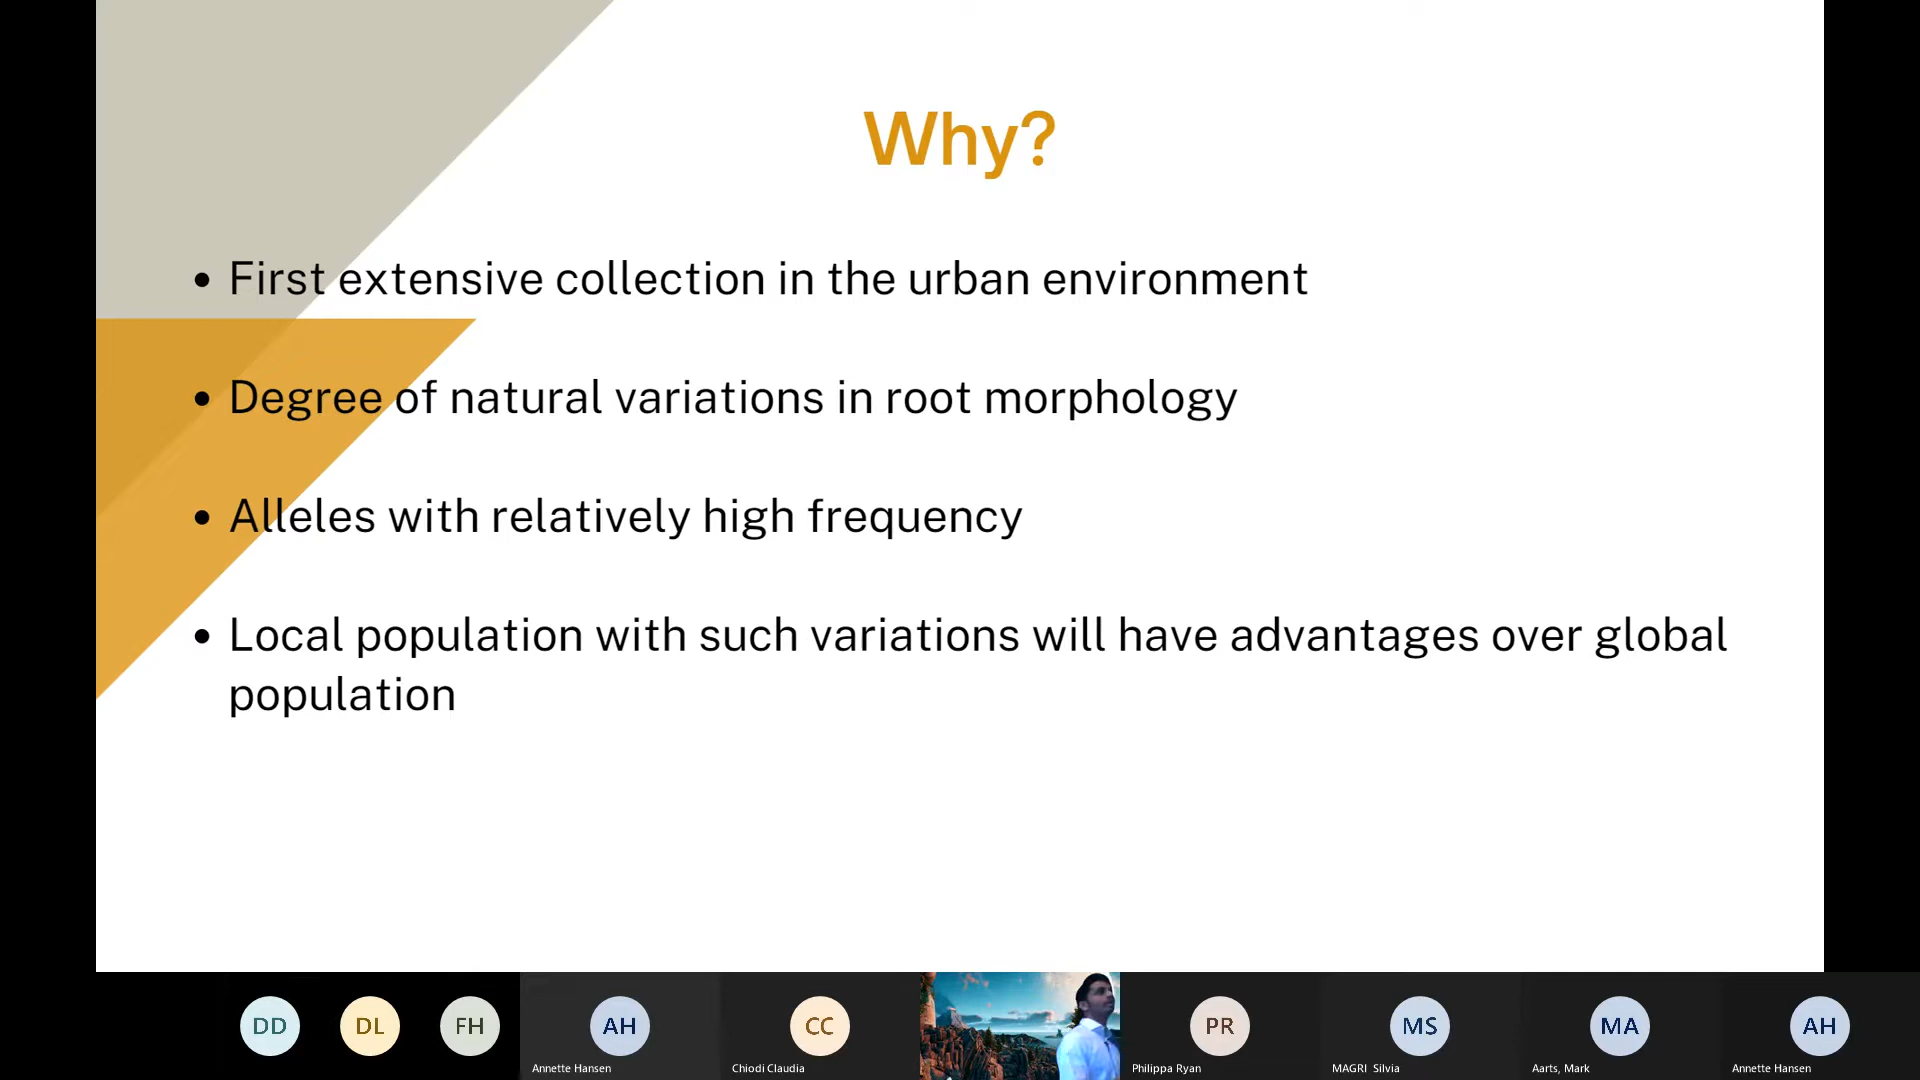 Why?
• First extensive collection in the urban environment
• Degree of natural variations in root morphology
• Alleles with relatively high frequency
• Local population with such variations will have advantages over global
population
DD
DL
FH
AH
CC
PR
MS
MA
AH
Annette Hansen
Chiodi Claudia
Philippa Ryan
MAGRI Silvia
Aarts, Mark
Annette Hansen